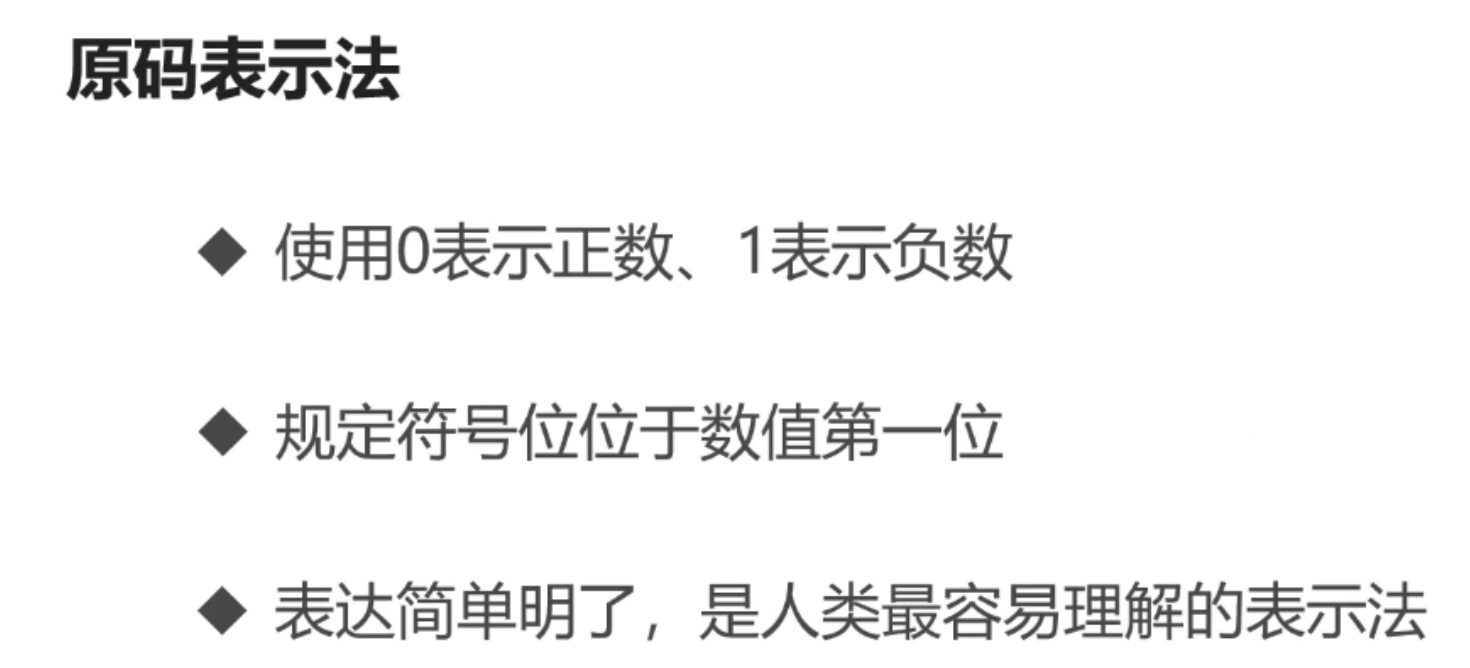 原码表示法
◆ 使用0表示正数、1表示负数
◆ 规定符号位位于数值第一位
◆ 表达简单明了，是人类最容易理解的表示法